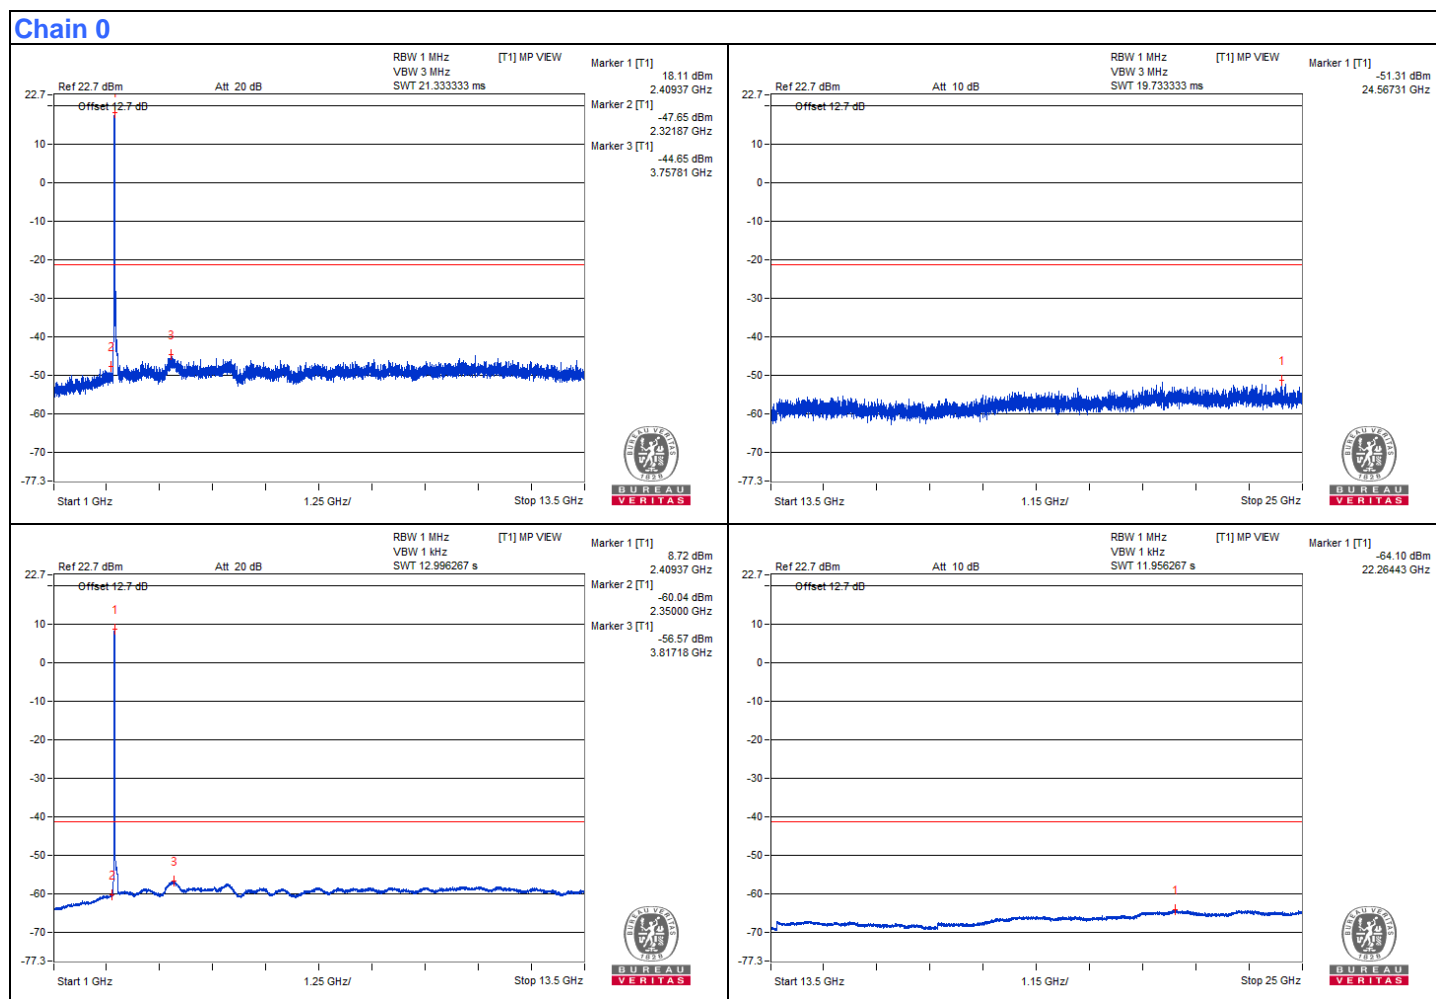 Chain 0
RBW 1 MHz [T1] MP VIEW
VBW 3 MHz
Ref 22.7 dBm Att 20 dB SWT 21.333333 ms
Marker 1 [T1]
18.11 dBm
2.40937 GHz
Marker 2 [T1]
-47.65 dBm
2.32187 GHz
Marker 3 [T1]
-44.65 dBm
3.75781 GHz
22.7
Offset 12.7 dB
10
0
-10
-20
-30
-40
-50
-60
-70
-77.3
2
3
Start 1 GHz 1.25 GHz/ Stop 13.5 GHz
BUREAU VERITAS
1828
BUREAU
VERITAS
RBW 1 MHz [T1] MP VIEW
VBW 3 MHz
Ref 22.7 dBm Att 10 dB SWT 19.733333 ms
Marker 1 [T1]
-51.31 dBm
24.56731 GHz
22.7
Offset 12.7 dB
10
0
-10
-20
-30
-40
-50
-60
-70
-77.3
1
Start 13.5 GHz 1.15 GHz/ Stop 25 GHz
BUREAU VERITAS
1828
BUREAU
VERITAS
RBW 1 MHz [T1] MP VIEW
VBW 1 kHz
Ref 22.7 dBm Att 20 dB SWT 12.996267 s
Marker 1 [T1]
8.72 dBm
2.40937 GHz
Marker 2 [T1]
-60.04 dBm
2.35000 GHz
Marker 3 [T1]
-56.57 dBm
3.81718 GHz
22.7
Offset 12.7 dB
10
0
-10
-20
-30
-40
-50
-60
-70
-77.3
1
2
3
Start 1 GHz 1.25 GHz/ Stop 13.5 GHz
BUREAU VERITAS
1828
BUREAU
VERITAS
RBW 1 MHz [T1] MP VIEW
VBW 1 kHz
Ref 22.7 dBm Att 10 dB SWT 11.956267 s
Marker 1 [T1]
-64.10 dBm
22.26443 GHz
22.7
Offset 12.7 dB
10
0
-10
-20
-30
-40
-50
-60
-70
-77.3
1
Start 13.5 GHz 1.15 GHz/ Stop 25 GHz
BUREAU VERITAS
1828
BUREAU
VERITAS